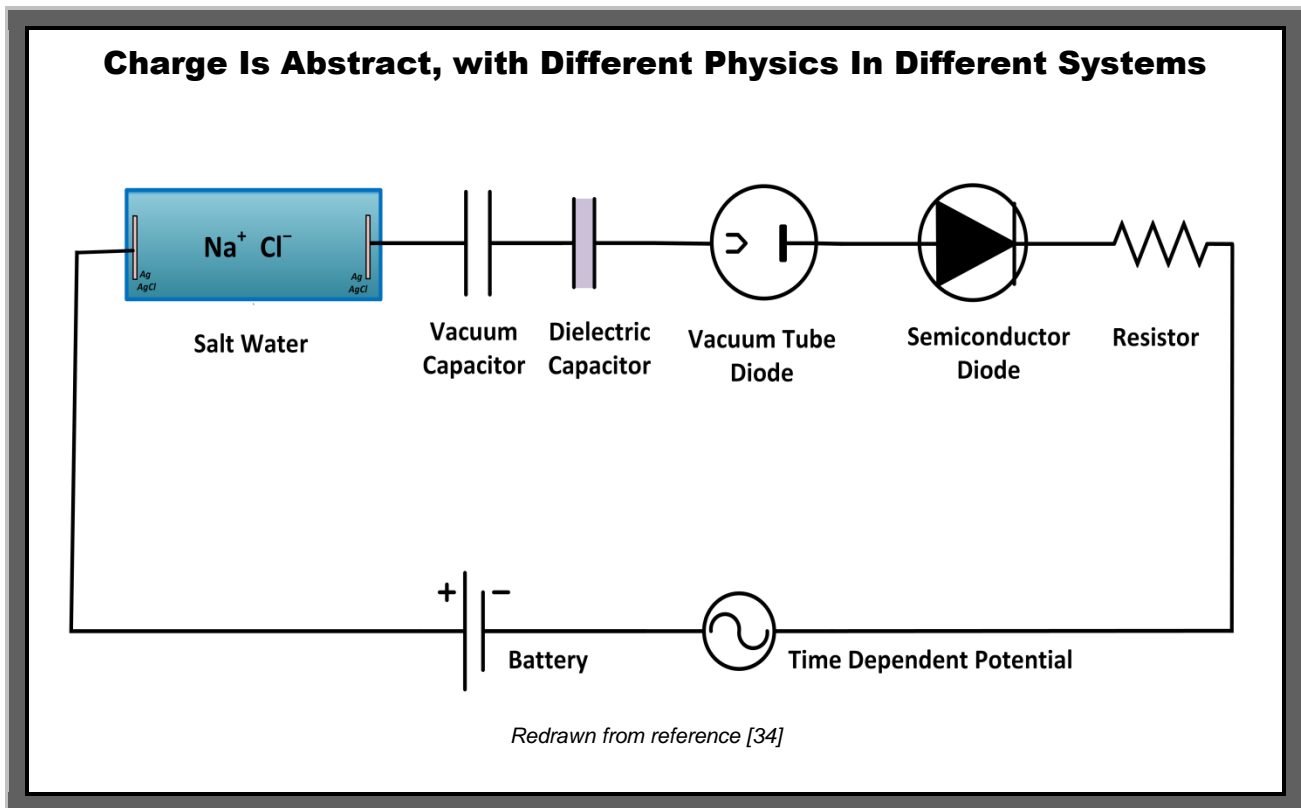 Charge Is Abstract, with Different Physics In Different Systems
Na⁺ Cl⁻
Ag
AgCl
Ag
AgCl
Salt Water
Vacuum
Capacitor
Dielectric
Capacitor
Vacuum Tube
Diode
Semiconductor
Diode
Resistor
+
−
Battery
Time Dependent Potential
Redrawn from reference [34]